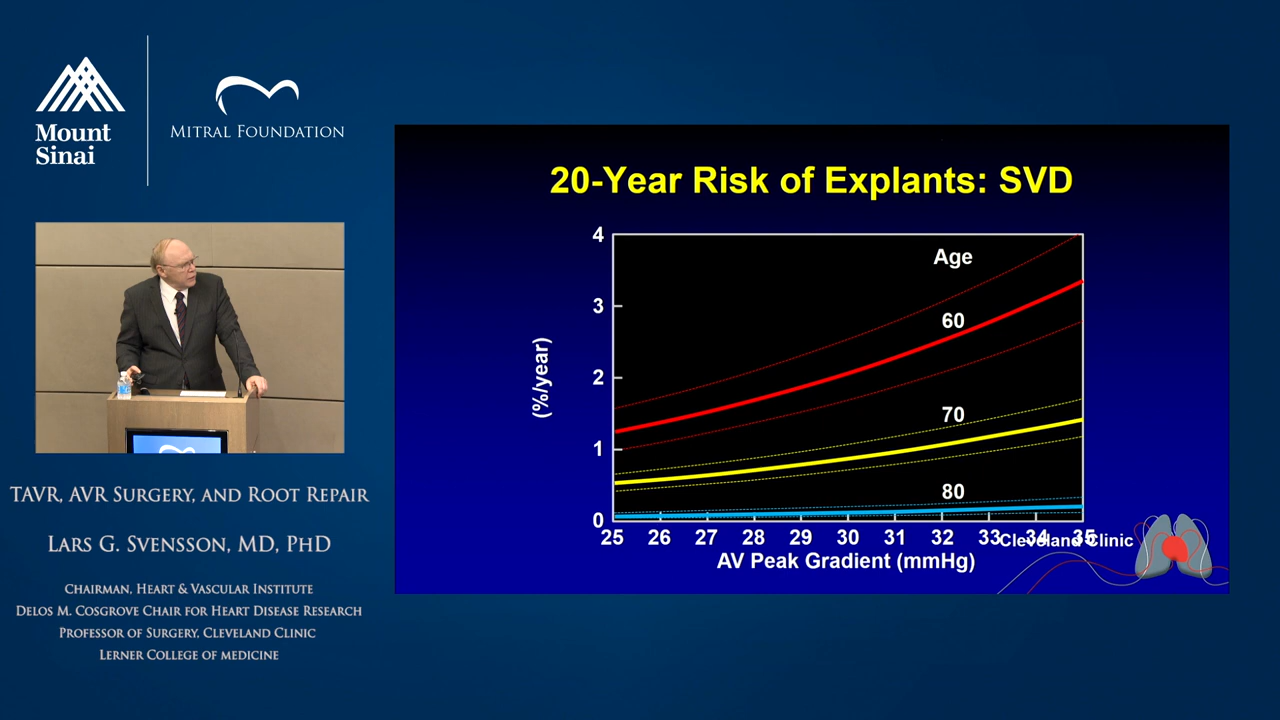 Mount
Sinai
MITRAL FOUNDATION
20-Year Risk of Explants: SVD
4
3
2
1
0
(%/year)
Age
60
70
80
25 26 27 28 29 30 31 32 33 34 35
AV Peak Gradient (mmHg)
Cleveland Clinic
TAVR, AVR SURGERY, AND ROOT REPAIR
LARS G. SVENSSON, MD, PHD
CHAIRMAN, HEART & VASCULAR INSTITUTE
DELOS M. COSGROVE CHAIR FOR HEART DISEASE RESEARCH
PROFESSOR OF SURGERY, CLEVELAND CLINIC
LERNER COLLEGE OF MEDICINE